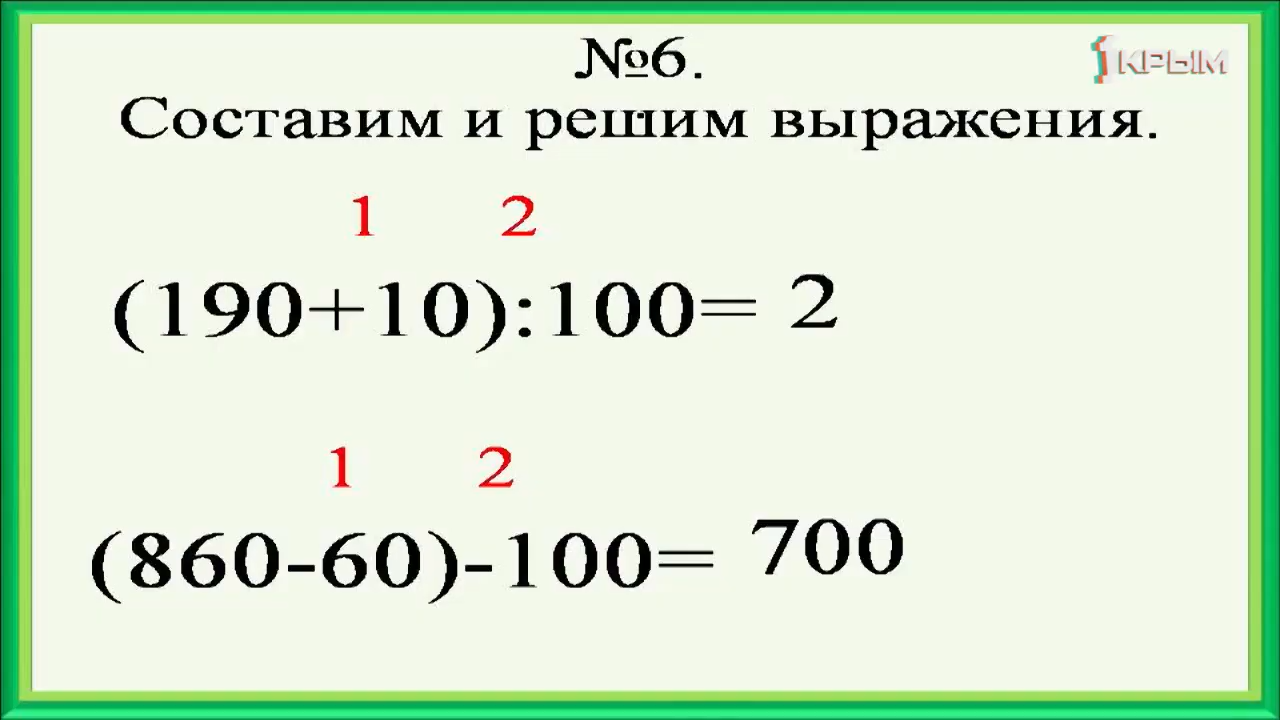 1КРЫМ
№6.
Составим и решим выражения.
1 2
(190+10):100= 2
1 2
(860-60)-100= 700